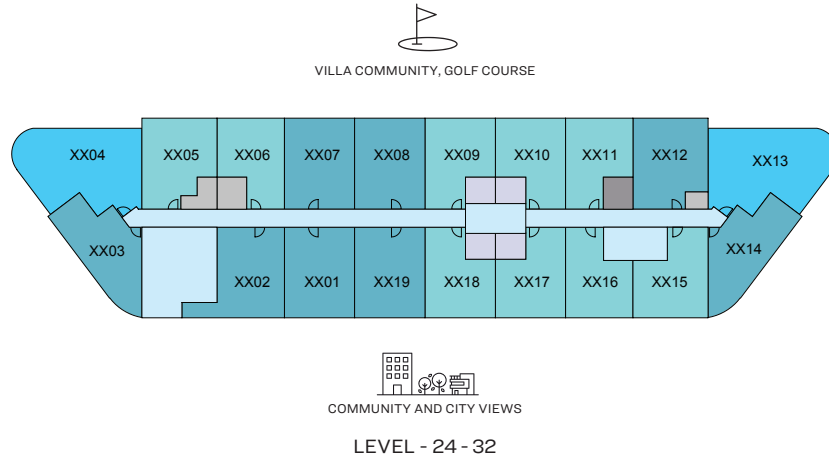 VILLA COMMUNITY, GOLF COURSE
XX04
XX05
XX06
XX07
XX08
XX09
XX10
XX11
XX12
XX13
XX03
XX02
XX01
XX19
XX18
XX17
XX16
XX15
XX14
COMMUNITY AND CITY VIEWS
LEVEL - 24 - 32